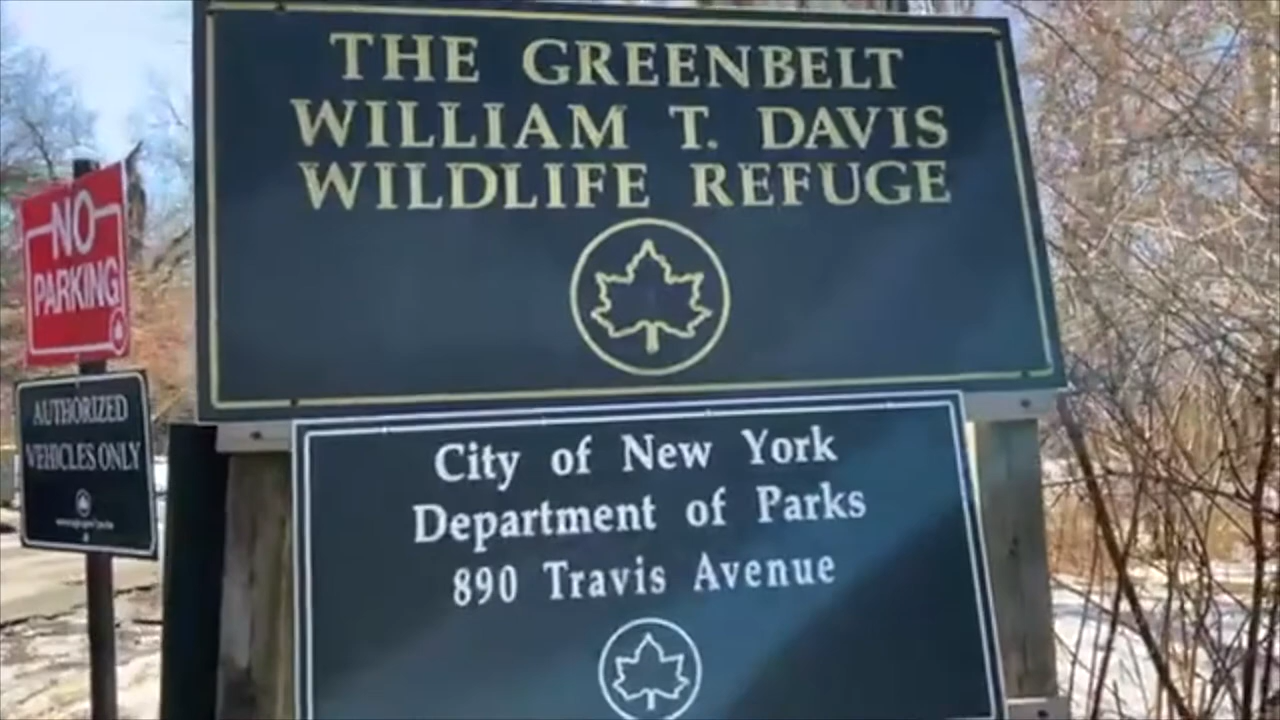 THE GREENBELT
WILLIAM T. DAVIS
WILDLIFE REFUGE
City of New York
Department of Parks
890 Travis Avenue
NO
PARKING
AUTHORIZED
VEHICLES ONLY